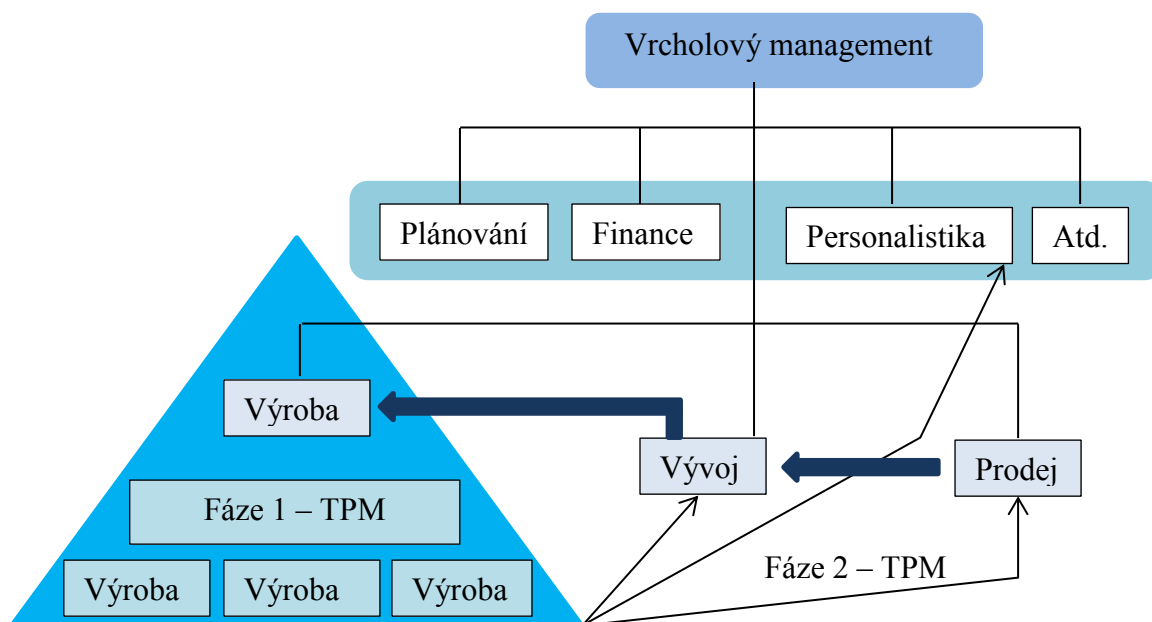 Vrcholový management
Plánování
Finance
Personalistika
Atd.
Výroba
Vývoj
Prodej
Fáze 1 – TPM
Fáze 2 – TPM
Výroba
Výroba
Výroba